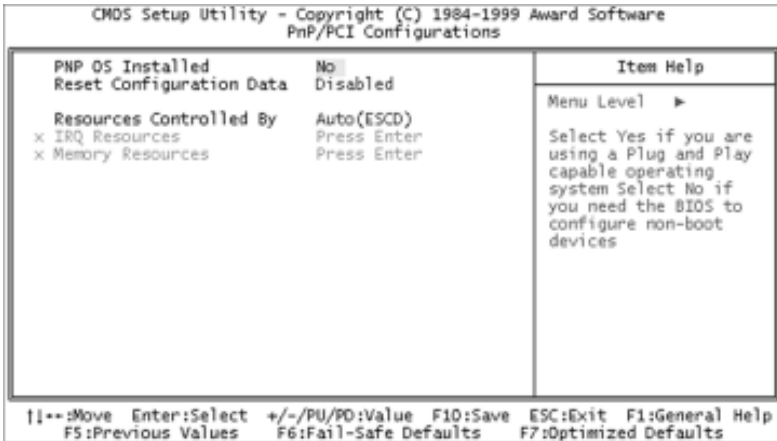 CMOS Setup Utility - Copyright (C) 1984-1999 Award Software
PnP/PCI Configurations
PNP OS Installed No
Reset Configuration Data Disabled
Resources Controlled By Auto(ESCD)
x IRQ Resources Press Enter
x Memory Resources Press Enter
Item Help
Menu Level ►
Select Yes if you are
using a Plug and Play
capable operating
system Select No if
you need the BIOS to
configure non-boot
devices
↑↓←→:Move Enter:Select +/-/PU/PD:Value F10:Save ESC:Exit F1:General Help
F5:Previous Values F6:Fail-Safe Defaults F7:Optimized Defaults